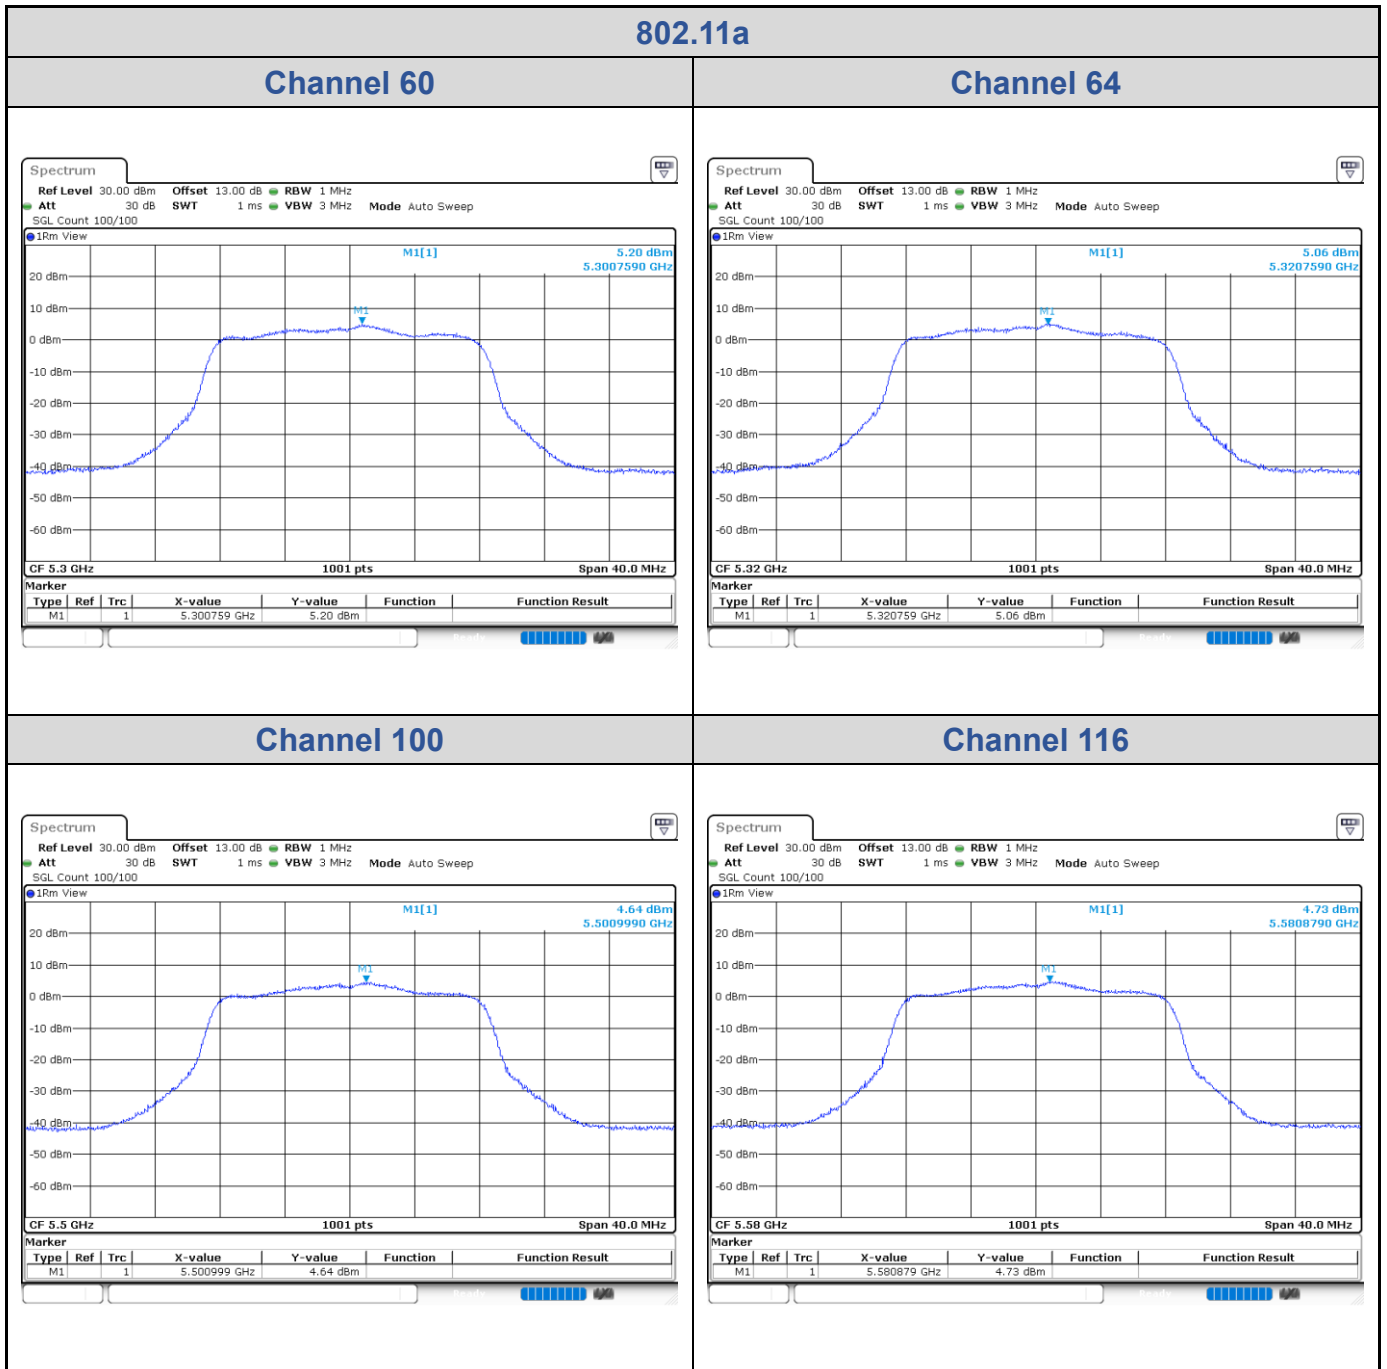 802.11a
Channel 60
Channel 64
Spectrum
Ref Level 30.00 dBm Offset 13.00 dB RBW 1 MHz
Att 30 dB SWT 1 ms VBW 3 MHz Mode Auto Sweep
SGL Count 100/100
1Rm View
M1[1] 5.20 dBm
5.3007590 GHz
20 dBm
M1
10 dBm
0 dBm
-10 dBm
-20 dBm
-30 dBm
-40 dBm
-50 dBm
-60 dBm
CF 5.3 GHz 1001 pts Span 40.0 MHz
Marker
Type Ref Trc X-value Y-value Function Function Result
M1 1 5.300759 GHz 5.20 dBm
Ready
Spectrum
Ref Level 30.00 dBm Offset 13.00 dB RBW 1 MHz
Att 30 dB SWT 1 ms VBW 3 MHz Mode Auto Sweep
SGL Count 100/100
1Rm View
M1[1] 5.06 dBm
5.3207590 GHz
20 dBm
10 dBm
M1
0 dBm
-10 dBm
-20 dBm
-30 dBm
-40 dBm
-50 dBm
-60 dBm
CF 5.32 GHz 1001 pts Span 40.0 MHz
Marker
Type Ref Trc X-value Y-value Function Function Result
M1 1 5.320759 GHz 5.06 dBm
Ready
Channel 100
Channel 116
Spectrum
Ref Level 30.00 dBm Offset 13.00 dB RBW 1 MHz
Att 30 dB SWT 1 ms VBW 3 MHz Mode Auto Sweep
SGL Count 100/100
1Rm View
M1[1] 4.64 dBm
5.5009990 GHz
20 dBm
10 dBm
M1
0 dBm
-10 dBm
-20 dBm
-30 dBm
-40 dBm
-50 dBm
-60 dBm
CF 5.5 GHz 1001 pts Span 40.0 MHz
Marker
Type Ref Trc X-value Y-value Function Function Result
M1 1 5.500999 GHz 4.64 dBm
Ready
Spectrum
Ref Level 30.00 dBm Offset 13.00 dB RBW 1 MHz
Att 30 dB SWT 1 ms VBW 3 MHz Mode Auto Sweep
SGL Count 100/100
1Rm View
M1[1] 4.73 dBm
5.5808790 GHz
20 dBm
10 dBm
M1
0 dBm
-10 dBm
-20 dBm
-30 dBm
-40 dBm
-50 dBm
-60 dBm
CF 5.58 GHz 1001 pts Span 40.0 MHz
Marker
Type Ref Trc X-value Y-value Function Function Result
M1 1 5.580879 GHz 4.73 dBm
Ready